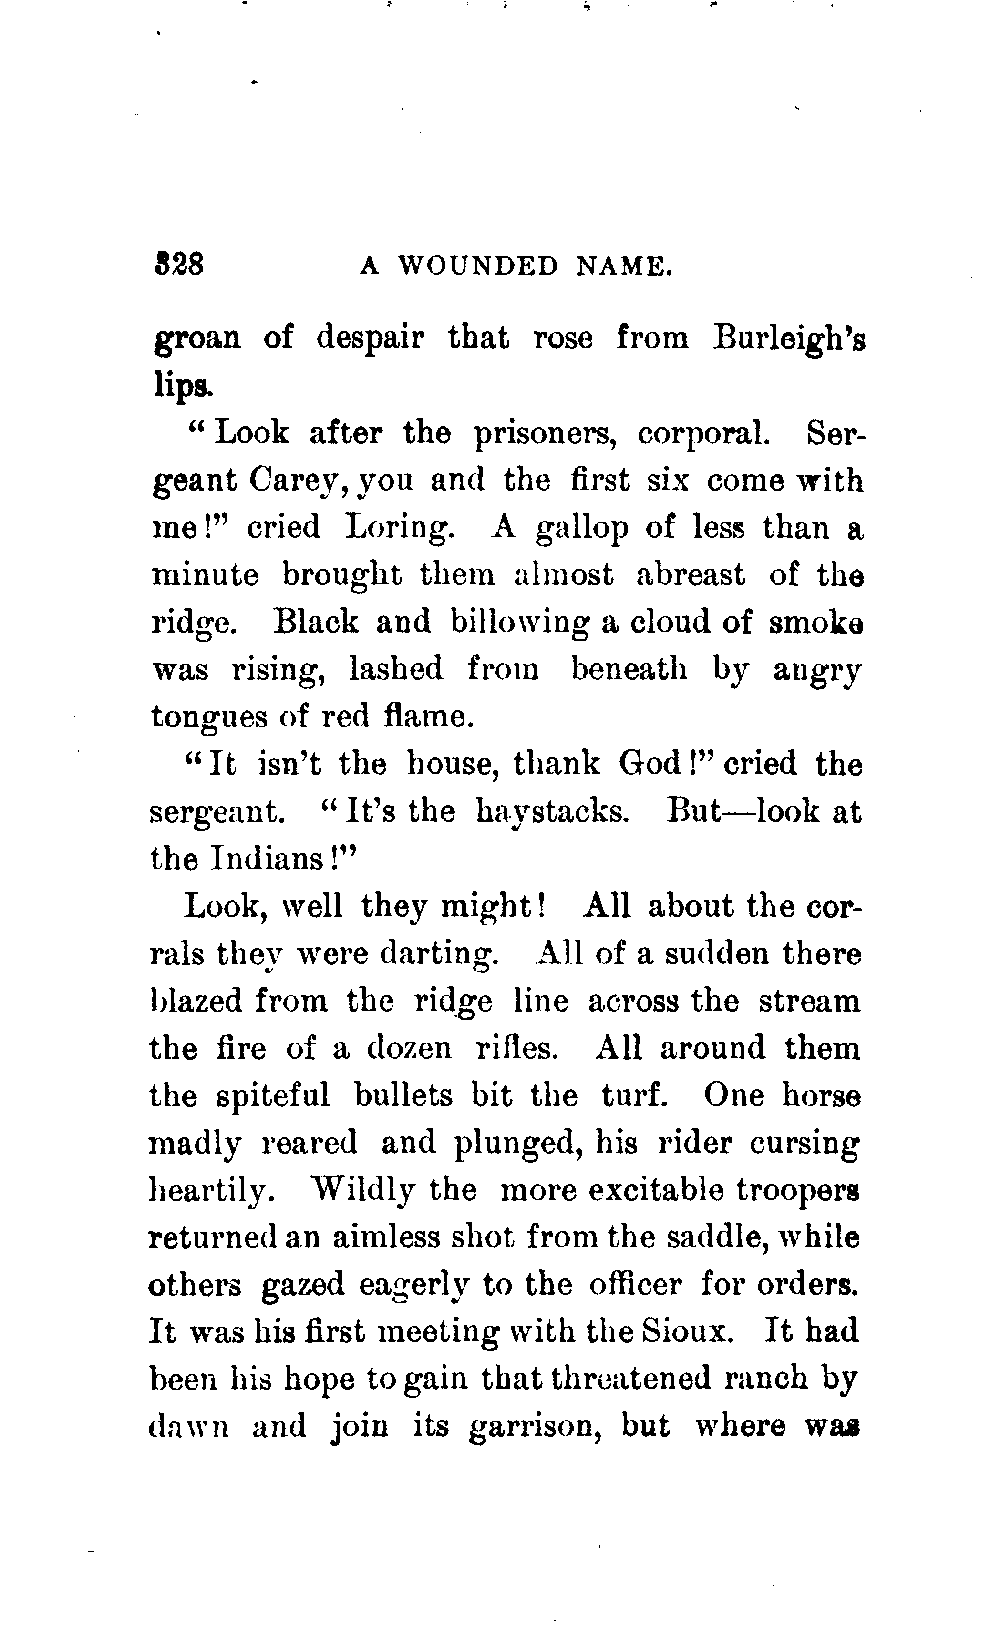 328 A WOUNDED NAME.
groan of despair that rose from Burleigh's
lips.
"Look after the prisoners, corporal. Ser-
geant Carey, you and the first six come with
me!" cried Loring. A gallop of less than a
minute brought them almost abreast of the
ridge. Black and billowing a cloud of smoke
was rising, lashed from beneath by angry
tongues of red flame.
"It isn't the house, thank God!" cried the
sergeant. "It's the haystacks. But—look at
the Indians!"
Look, well they might! All about the cor-
rals they were darting. All of a sudden there
blazed from the ridge line across the stream
the fire of a dozen rifles. All around them
the spiteful bullets bit the turf. One horse
madly reared and plunged, his rider cursing
heartily. Wildly the more excitable troopers
returned an aimless shot from the saddle, while
others gazed eagerly to the officer for orders.
It was his first meeting with the Sioux. It had
been his hope to gain that threatened ranch by
dawn and join its garrison, but where was